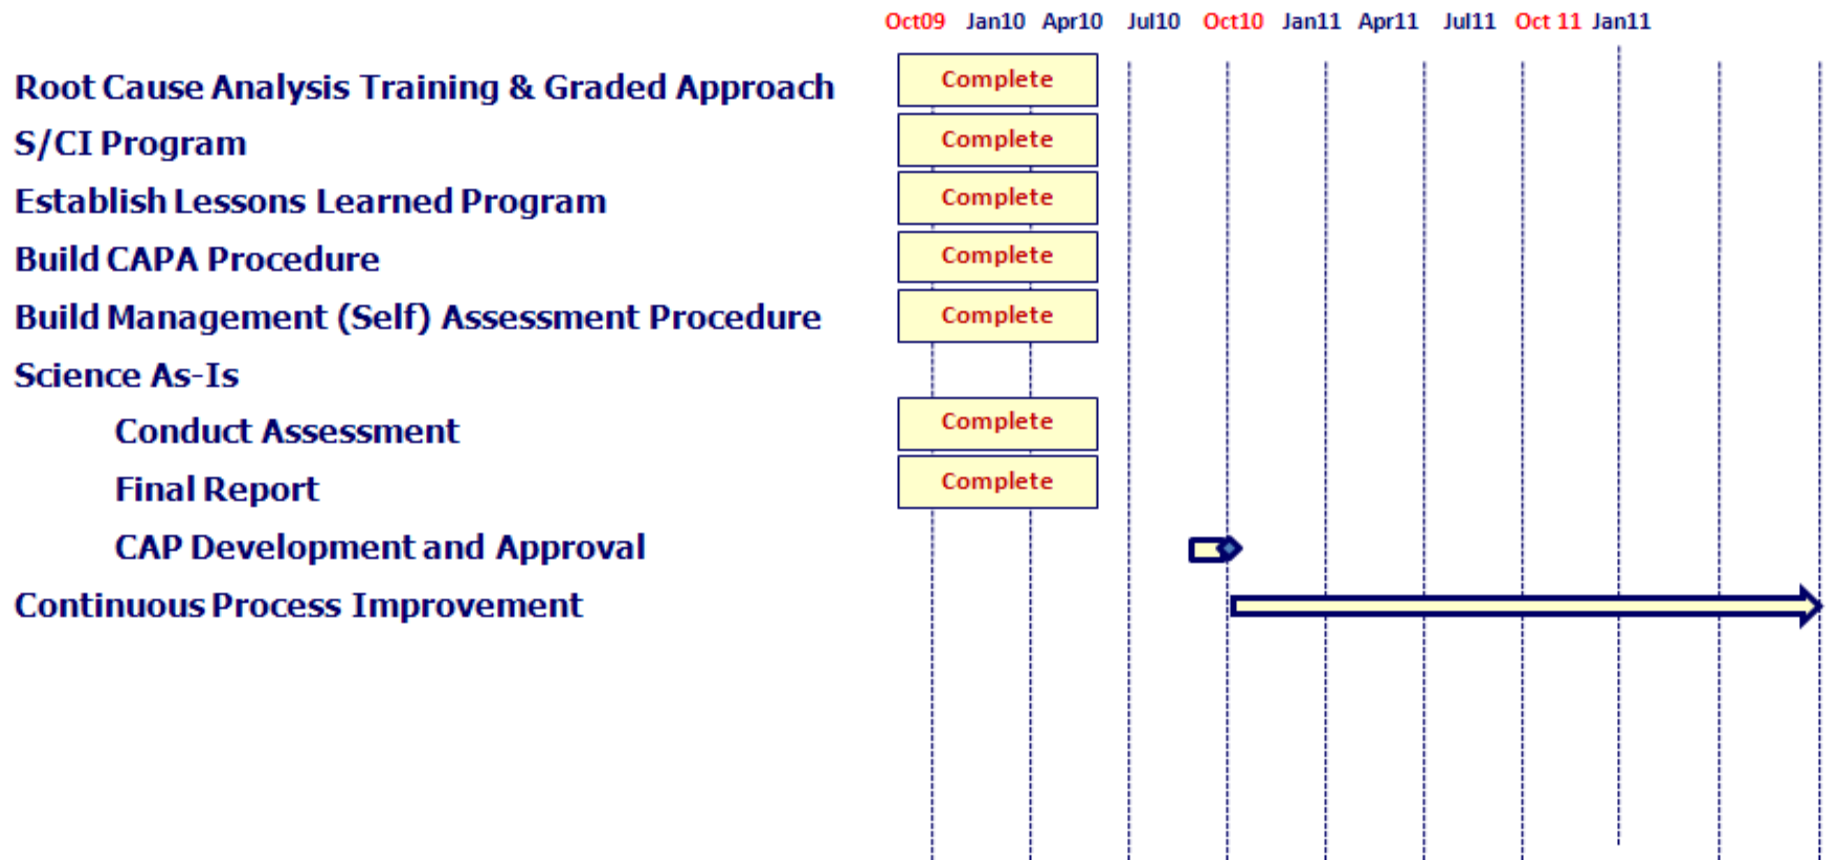 Oct09 Jan10 Apr10 Jul10 Oct10 Jan11 Apr11 Jul11 Oct 11 Jan11
Root Cause Analysis Training & Graded Approach Complete
S/CI Program Complete
Establish Lessons Learned Program Complete
Build CAPA Procedure Complete
Build Management (Self) Assessment Procedure Complete
Science As-Is
Conduct Assessment Complete
Final Report Complete
CAP Development and Approval
Continuous Process Improvement